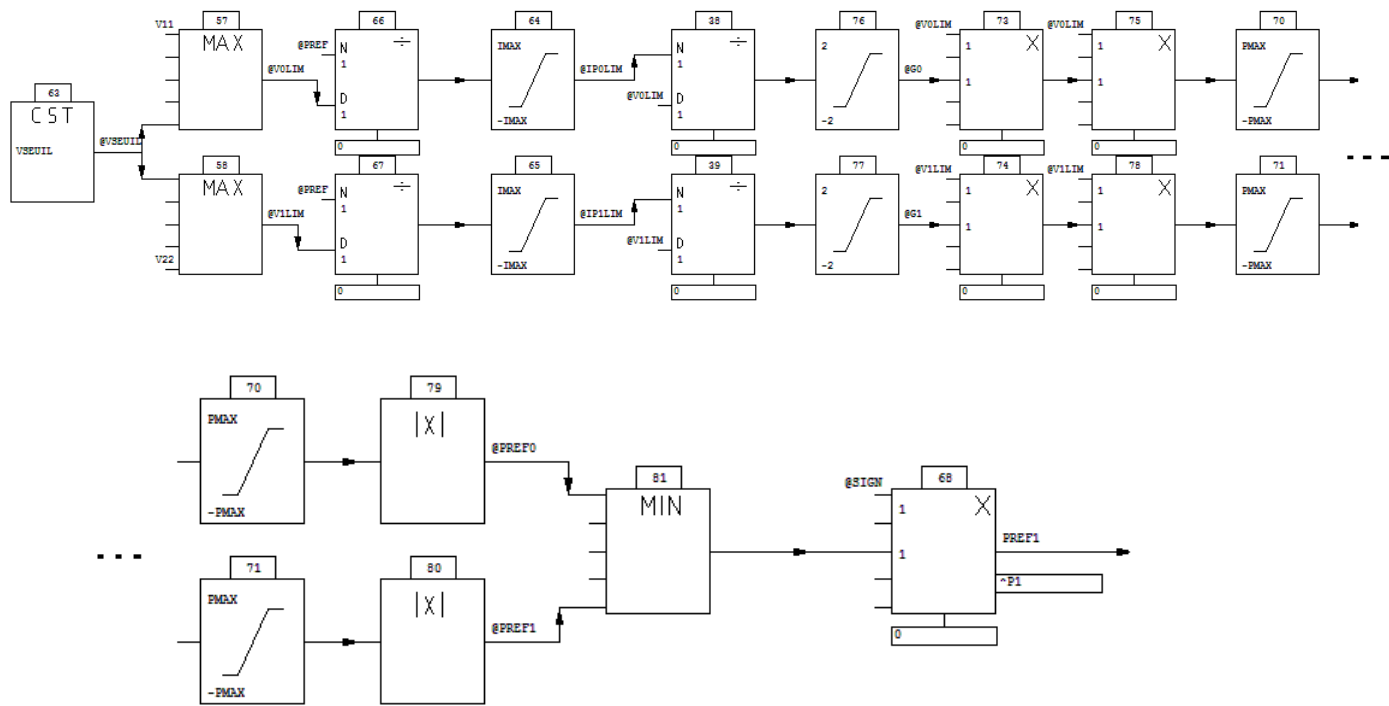 57 66 64 38 76 73 75 70
V11 MAX @PREF N ÷ IMAX N ÷ 2 @V0LIM 1 X @V0LIM 1 X PMAX
1 1
@V0LIM @IP0LIM @G0 1 1
63
CST
D @V0LIM D
1 -IMAX 1 -2 -PMAX
VSEUIL @VSEUIL
0 0 0 0
58 67 65 39 77 74 78 71
MAX @PREF N ÷ IMAX N ÷ 2 @V1LIM 1 X @V1LIM 1 X PMAX
1 1
@V1LIM @IP1LIM @G1 1 1
D @V1LIM D
V22 1 -IMAX 1 -2 -PMAX
0 0 0 0
70 79
PMAX |X|
@PREF0
81 68
MIN @SIGN 1 X
-PMAX
1 PREF1
71 80
^P1
PMAX |X|
@PREF1
0
-PMAX